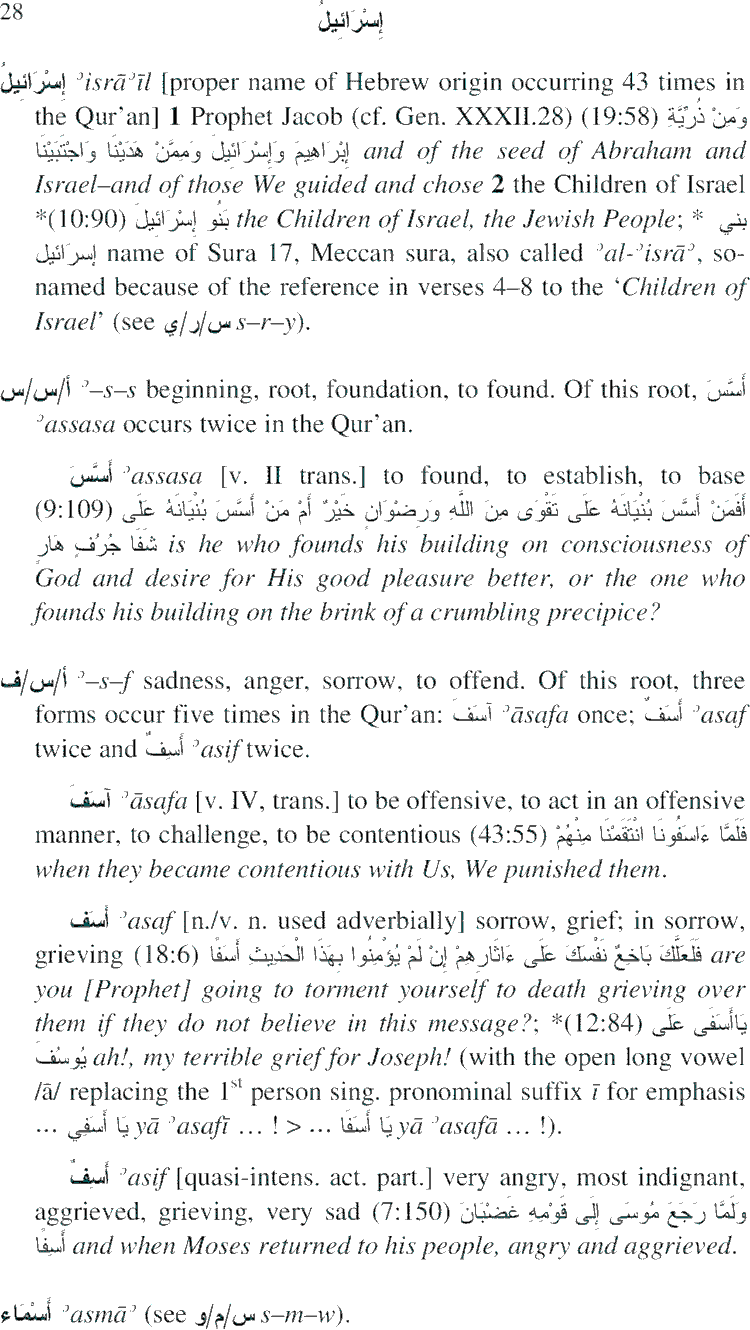 28
إِسْرَائِيلُ
إِسْرَائِيلُ ʾisrāʾīl [proper name of Hebrew origin occurring 43 times in
the Qur’an] 1 Prophet Jacob (cf. Gen. XXXII.28) (19:58) وَمِنْ ذُرِّيَّةِ
إِبْرَاهِيمَ وَإِسْرَائِيلَ وَمِمَّنْ هَدَيْنَا وَاجْتَبَيْنَا and of the seed of Abraham and
Israel–and of those We guided and chose 2 the Children of Israel
*(10:90) بَنُو إِسْرَائِيلَ the Children of Israel, the Jewish People; * بني
إسرائيل name of Sura 17, Meccan sura, also called ʾal-ʾisrāʾ, so-
named because of the reference in verses 4–8 to the ‘Children of
Israel’ (see س/ر/ي s–r–y).
أ/س/س ʾ–s–s beginning, root, foundation, to found. Of this root, أَسَّسَ
ʾassasa occurs twice in the Qur’an.
أَسَّسَ ʾassasa [v. II trans.] to found, to establish, to base
(9:109) أَفَمَنْ أَسَّسَ بُنْيَانَهُ عَلَى تَقْوَى مِنَ اللَّهِ وَرِضْوَانٍ خَيْرٌ أَمْ مَنْ أَسَّسَ بُنْيَانَهُ عَلَى
شَفَا جُرُفٍ هَارٍ is he who founds his building on consciousness of
God and desire for His good pleasure better, or the one who
founds his building on the brink of a crumbling precipice?
أ/س/ف ʾ–s–f sadness, anger, sorrow, to offend. Of this root, three
forms occur five times in the Qur’an: آسَفَ ʾāsafa once; أَسَفٌ ʾasaf
twice and أَسِفٌ ʾasif twice.
آسَفَ ʾāsafa [v. IV, trans.] to be offensive, to act in an offensive
manner, to challenge, to be contentious (43:55) فَلَمَّا ءَاسَفُونَا انْتَقَمْنَا مِنْهُمْ
when they became contentious with Us, We punished them.
أَسَف ʾasaf [n./v. n. used adverbially] sorrow, grief; in sorrow,
grieving (18:6) فَلَعَلَّكَ بَاخِعٌ نَفْسَكَ عَلَى ءَاثَارِهِمْ إِنْ لَمْ يُؤْمِنُوا بِهَذَا الْحَدِيثِ أَسَفًا are
you [Prophet] going to torment yourself to death grieving over
them if they do not believe in this message?; *(12:84) يَاأَسَفَى عَلَى
يُوسُفَ ah!, my terrible grief for Joseph! (with the open long vowel
/ā/ replacing the 1st person sing. pronominal suffix ī for emphasis
... يَا أَسَفِي yā ʾasafī ... ! > ... يَا أَسَفَا yā ʾasafā ... !).
أَسِفٌ ʾasif [quasi-intens. act. part.] very angry, most indignant,
aggrieved, grieving, very sad (7:150) وَلَمَّا رَجَعَ مُوسَى إِلَى قَوْمِهِ غَضْبَانَ
أَسِفًا and when Moses returned to his people, angry and aggrieved.
أَسْمَاء ʾasmāʾ (see س/م/و s–m–w).